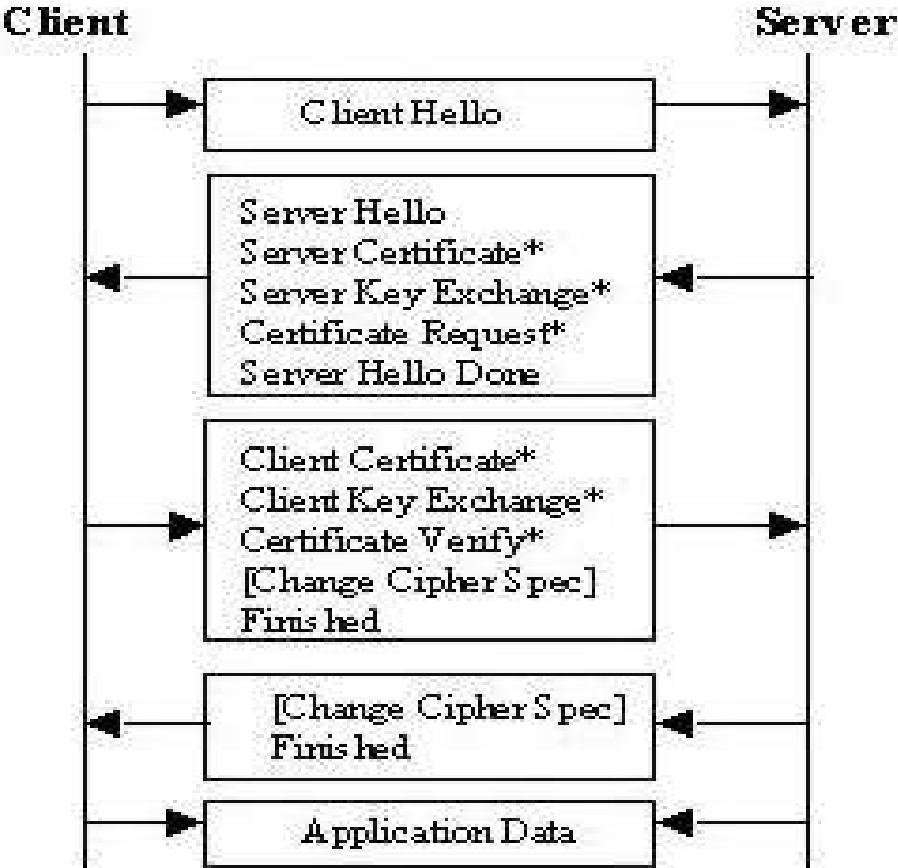 Client
Server
Client Hello
Server Hello
Server Certificate*
Server Key Exchange*
Certificate Request*
Server Hello Done
Client Certificate*
Client Key Exchange*
Certificate Verify*
[Change Cipher Spec]
Finished
[Change Cipher Spec]
Finished
Application Data